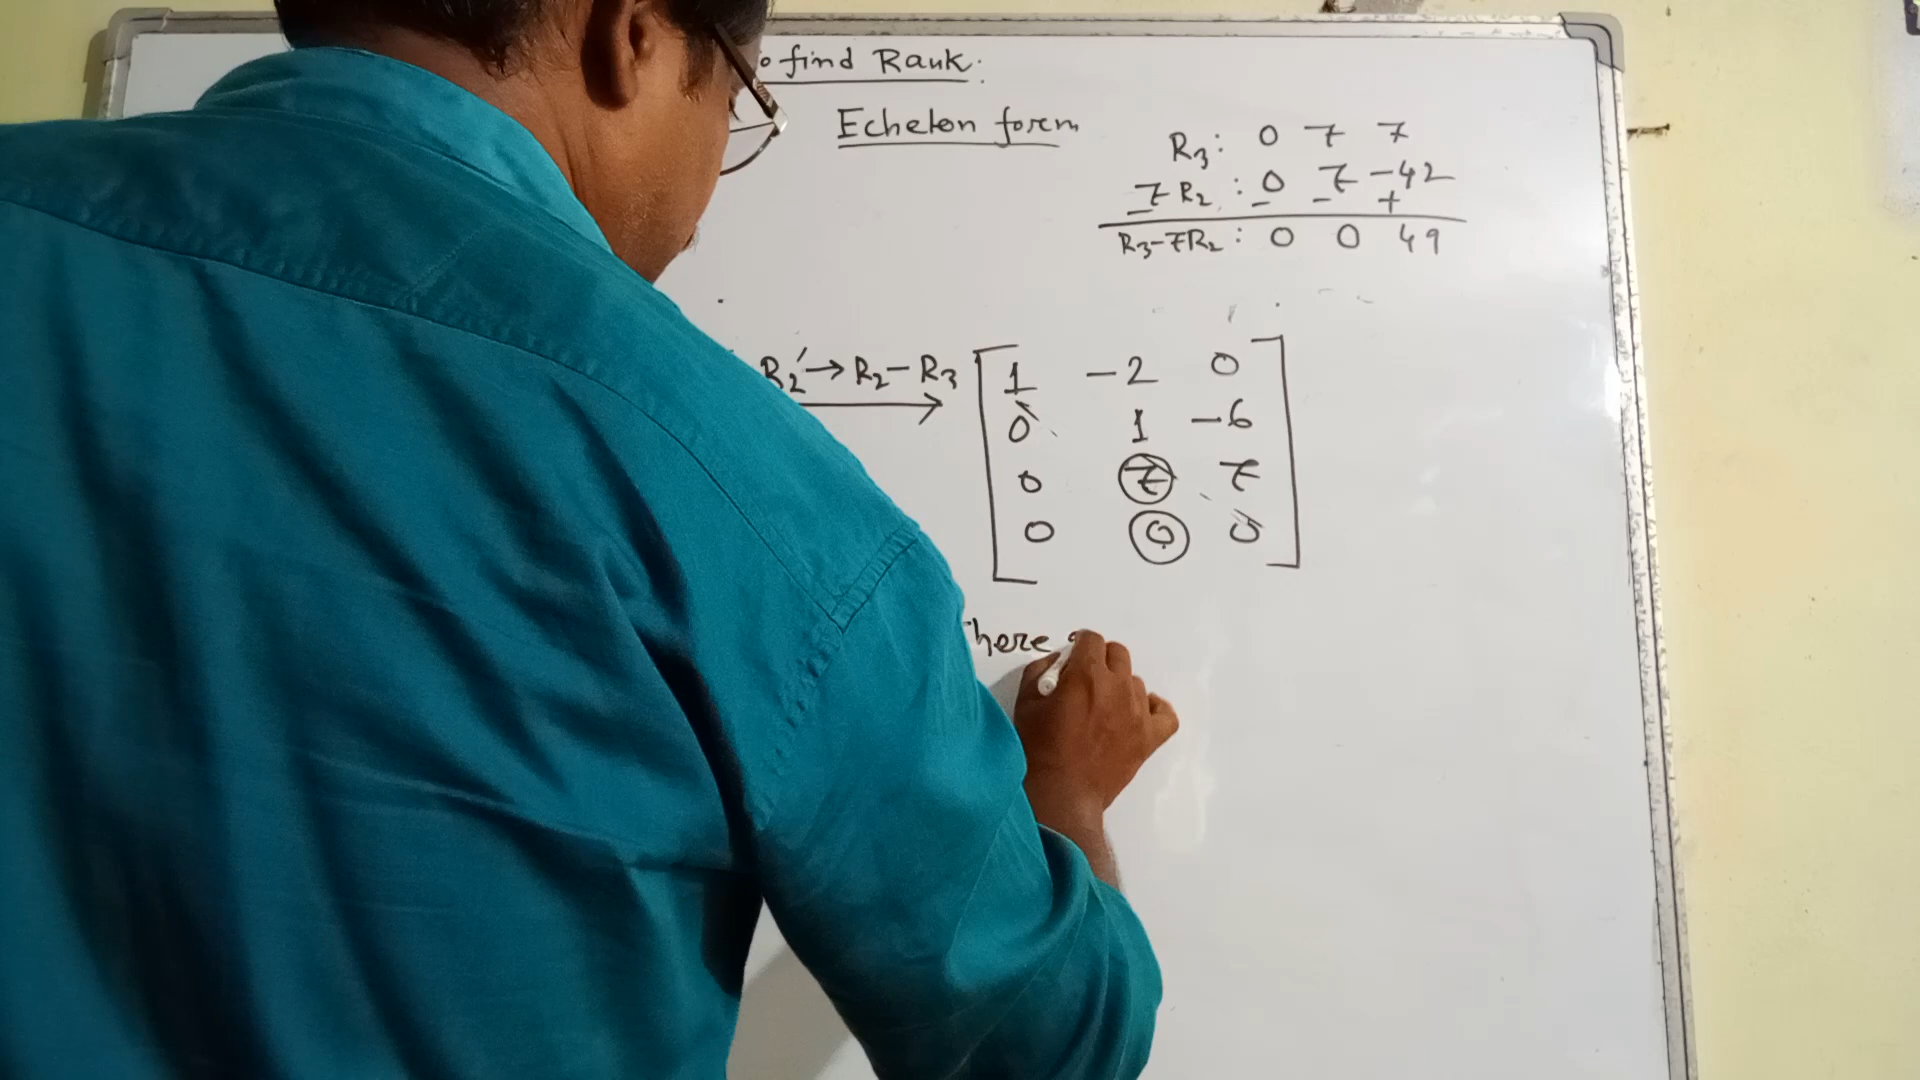 o find Rank:
Echelon form
R3: 0 7 7
7R2: 0 7 -42
- - - +
R3-7R2: 0 0 49
R2′→R2-R3
1 -2 0
0 1 -6
0 7 7
0 0 0
here